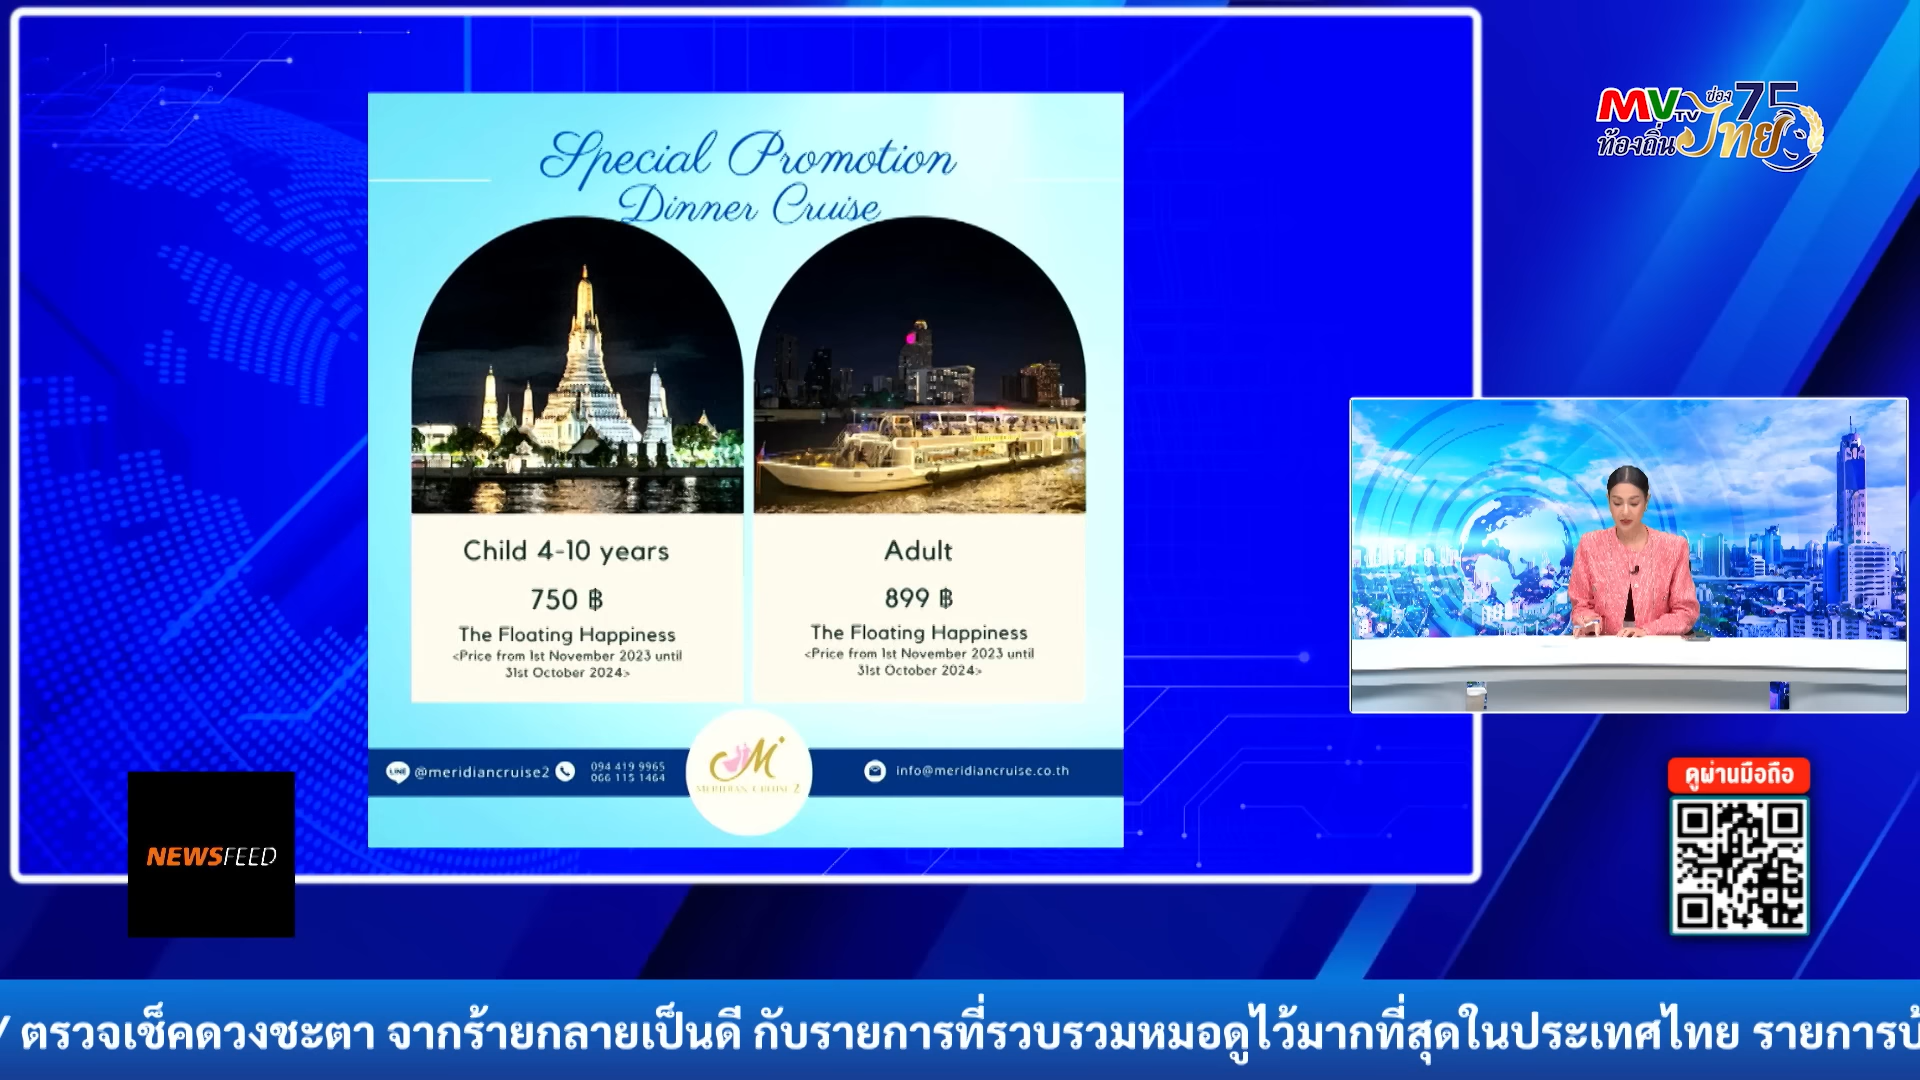 Special Promotion
Dinner Cruise
Child 4-10 years
750 ฿
The Floating Happiness
<Price from 1st November 2023 until
31st October 2024>
Adult
899 ฿
The Floating Happiness
<Price from 1st November 2023 until
31st October 2024>
LINE @meridiancruise2
094 419 9965
066 115 1464
M
MERIDIAN CRUISE 2
info@meridiancruise.co.th
MVTV ช่อง 75
ท้องถิ่นไทย
NEWSFEED
ดูผ่านมือถือ
/ ตรวจเช็คดวงชะตา จากร้ายกลายเป็นดี กับรายการที่รวบรวมหมอดูไว้มากที่สุดในประเทศไทย รายการ